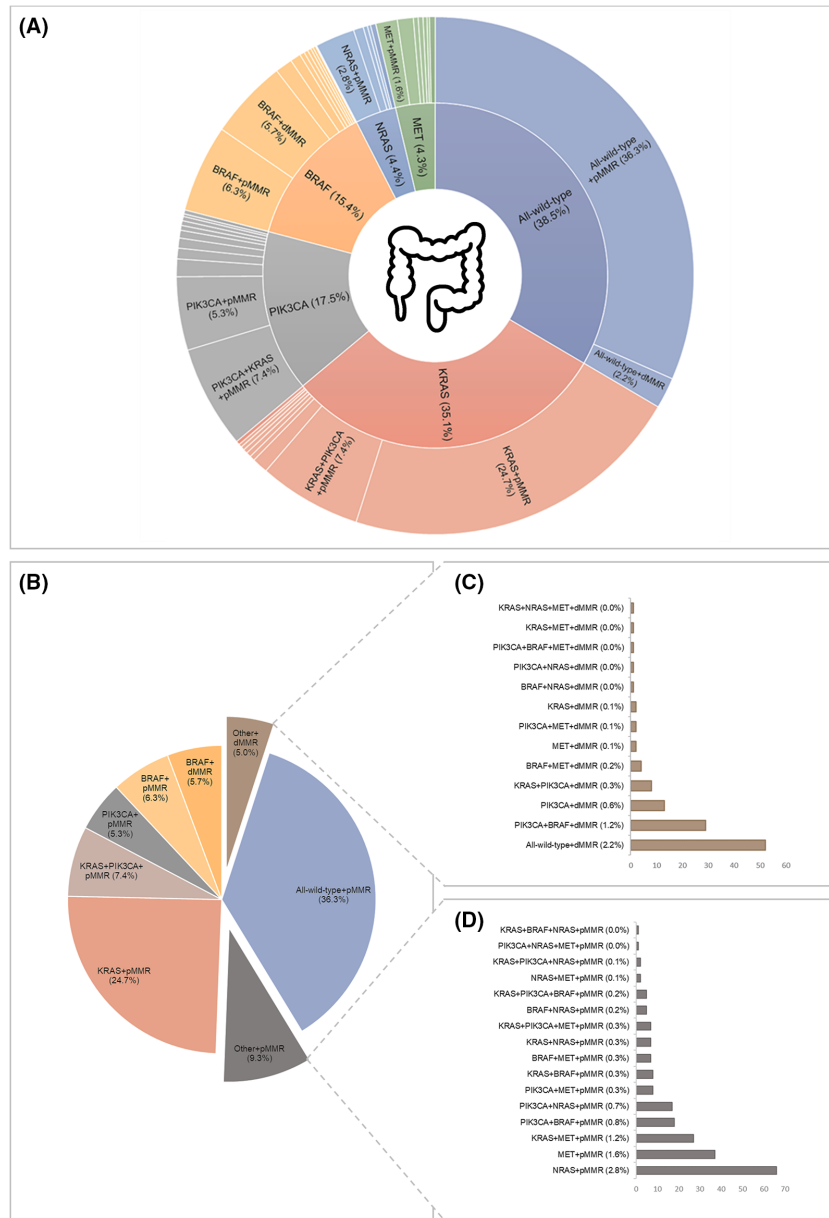 (A)
All-wild-type
+pMMR (36.3%)
All-wild-type+dMMR
(2.2%)
All-wild-type
(38.5%)
KRAS (35.1%)
KRAS+pMMR
(24.7%)
KRAS+PIK3CA
+pMMR (7.4%)
PIK3CA (17.5%)
PIK3CA+KRAS
+pMMR (7.4%)
PIK3CA+pMMR
(5.3%)
BRAF (15.4%)
BRAF+pMMR
(6.3%)
BRAF+dMMR
(5.7%)
NRAS (4.4%)
NRAS+pMMR
(2.8%)
MET (4.3%)
MET+pMMR (1.6%)
(B)
Other+
dMMR
(5.0%)
All-wild-type+pMMR
(36.3%)
Other+pMMR
(9.3%)
KRAS+pMMR
(24.7%)
KRAS+PIK3CA+
pMMR (7.4%)
PIK3CA+
pMMR
(5.3%)
BRAF+
pMMR
(6.3%)
BRAF+
dMMR
(5.7%)
(C)
KRAS+NRAS+MET+dMMR (0.0%)
KRAS+MET+dMMR (0.0%)
PIK3CA+BRAF+MET+dMMR (0.0%)
PIK3CA+NRAS+dMMR (0.0%)
BRAF+NRAS+dMMR (0.0%)
KRAS+dMMR (0.1%)
PIK3CA+MET+dMMR (0.1%)
MET+dMMR (0.1%)
BRAF+MET+dMMR (0.2%)
KRAS+PIK3CA+dMMR (0.3%)
PIK3CA+dMMR (0.6%)
PIK3CA+BRAF+dMMR (1.2%)
All-wild-type+dMMR (2.2%)
0 10 20 30 40 50 60
(D)
KRAS+BRAF+NRAS+pMMR (0.0%)
PIK3CA+NRAS+MET+pMMR (0.0%)
KRAS+PIK3CA+NRAS+pMMR (0.1%)
NRAS+MET+pMMR (0.1%)
KRAS+PIK3CA+BRAF+pMMR (0.2%)
BRAF+NRAS+pMMR (0.2%)
KRAS+PIK3CA+MET+pMMR (0.3%)
KRAS+NRAS+pMMR (0.3%)
BRAF+MET+pMMR (0.3%)
KRAS+BRAF+pMMR (0.3%)
PIK3CA+MET+pMMR (0.3%)
PIK3CA+NRAS+pMMR (0.7%)
PIK3CA+BRAF+pMMR (0.8%)
KRAS+MET+pMMR (1.2%)
MET+pMMR (1.6%)
NRAS+pMMR (2.8%)
0 10 20 30 40 50 60 70